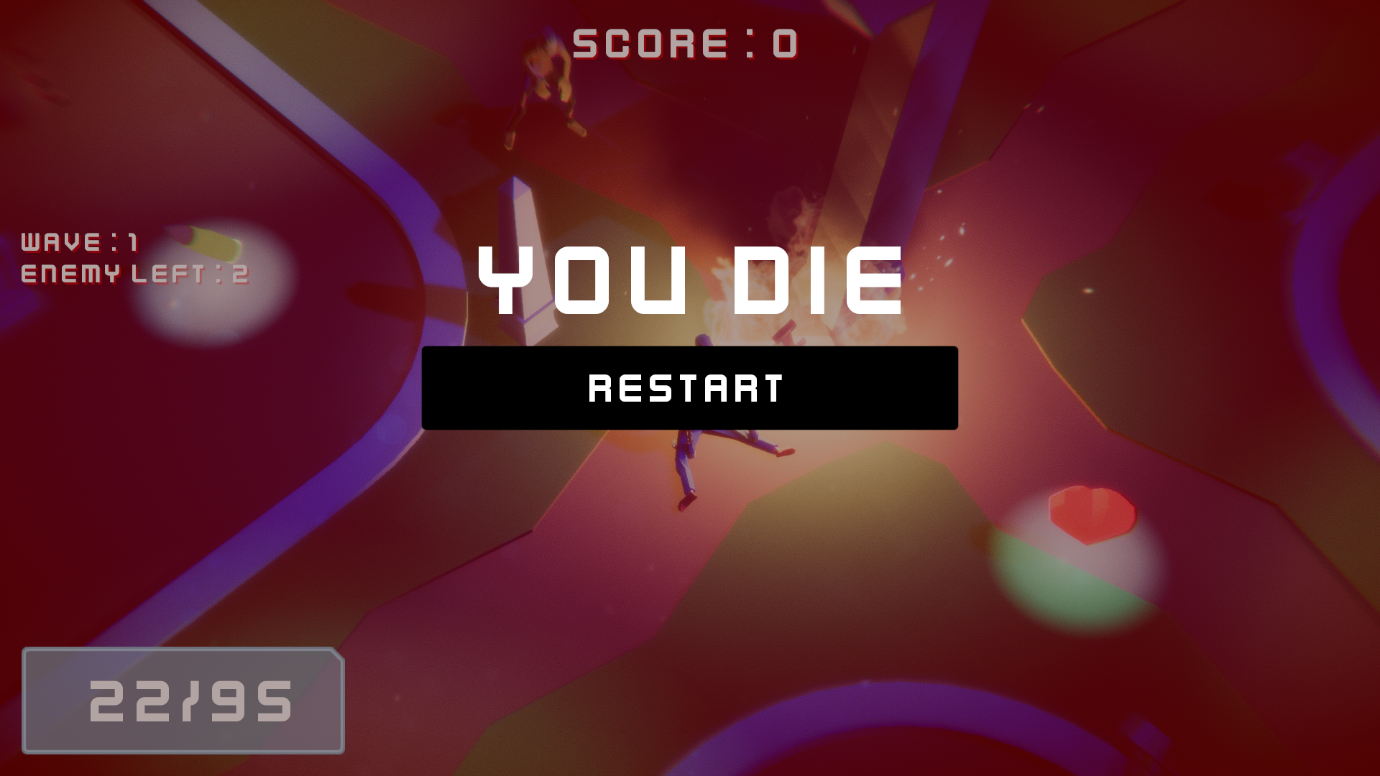 SCORE : 0
WAVE : 1
ENEMY LEFT : 2
YOU DIE
RESTART
22/95